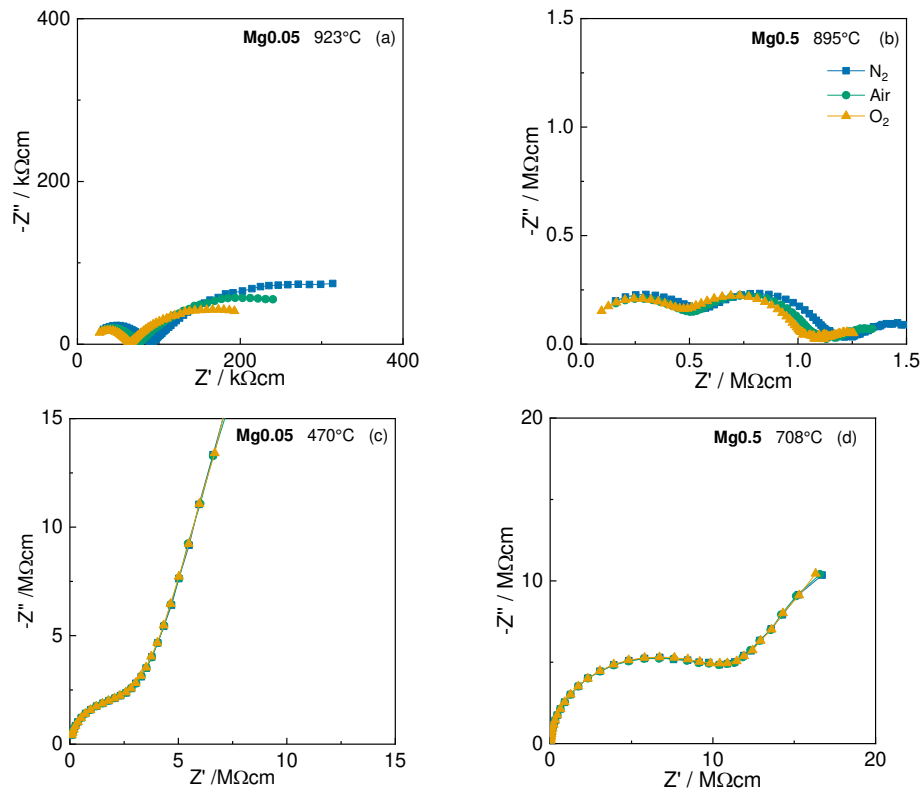 Mg0.05 923°C (a)
400
200
0
-Z'' / kΩcm
0 200 400
Z' / kΩcm
Mg0.5 895°C (b)
N₂
Air
O₂
1.5
1.0
0.5
0.0
-Z'' / MΩcm
0.0 0.5 1.0 1.5
Z' / MΩcm
Mg0.05 470°C (c)
15
10
5
0
-Z'' /MΩcm
0 5 10 15
Z' /MΩcm
Mg0.5 708°C (d)
20
10
0
-Z'' / MΩcm
0 10 20
Z' / MΩcm